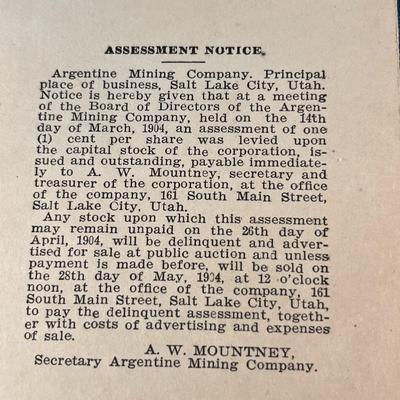 ASSESSMENT NOTICE.
Argentine Mining Company. Principal
place of business, Salt Lake City, Utah.
Notice is hereby given that at a meeting
of the Board of Directors of the Argen-
tine Mining Company, held on the 14th
day of March, 1904, an assessment of one
(1) cent per share was levied upon
the capital stock of the corporation, is-
sued and outstanding, payable immediate-
ly to A. W. Mountney, secretary and
treasurer of the corporation, at the office
of the company, 161 South Main Street,
Salt Lake City, Utah.
Any stock upon which this assessment
may remain unpaid on the 26th day of
April, 1904, will be delinquent and adver-
tised for sale at public auction and unless
payment is made before, will be sold on
the 28th day of May, 1904, at 12 o'clock
noon, at the office of the company, 161
South Main Street, Salt Lake City, Utah,
to pay the delinquent assessment, togeth-
er with costs of advertising and expenses
of sale.
A. W. MOUNTNEY,
Secretary Argentine Mining Company.